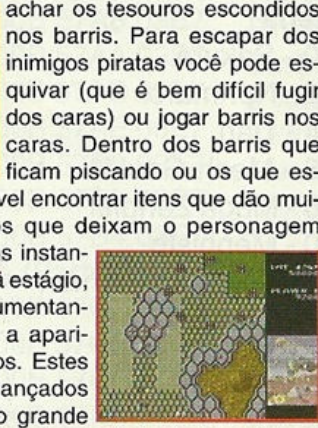 achar os tesouros escondidos
nos barris. Para escapar dos
inimigos piratas você pode es-
quivar (que é bem difícil fugir
dos caras) ou jogar barris nos
caras. Dentro dos barris que
ficam piscando ou os que es-
vel encontrar itens que dão mui-
s que deixam o personagem
s instan-
estágio,
umentan-
a apari-
os. Estes
ançados
o grande